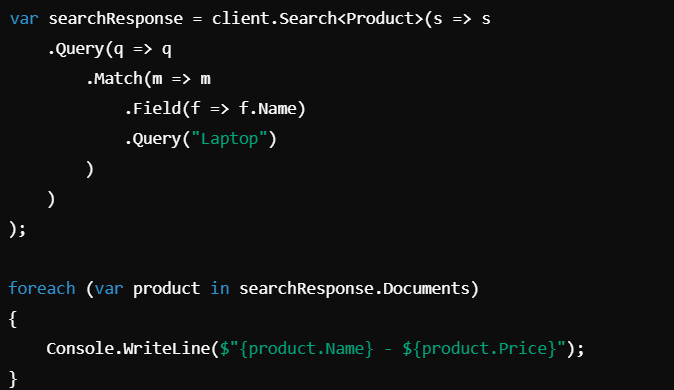 var searchResponse = client.Search<Product>(s => s
    .Query(q => q
        .Match(m => m
            .Field(f => f.Name)
            .Query("Laptop")
        )
    )
);

foreach (var product in searchResponse.Documents)
{
    Console.WriteLine($"{product.Name} - ${product.Price}");
}